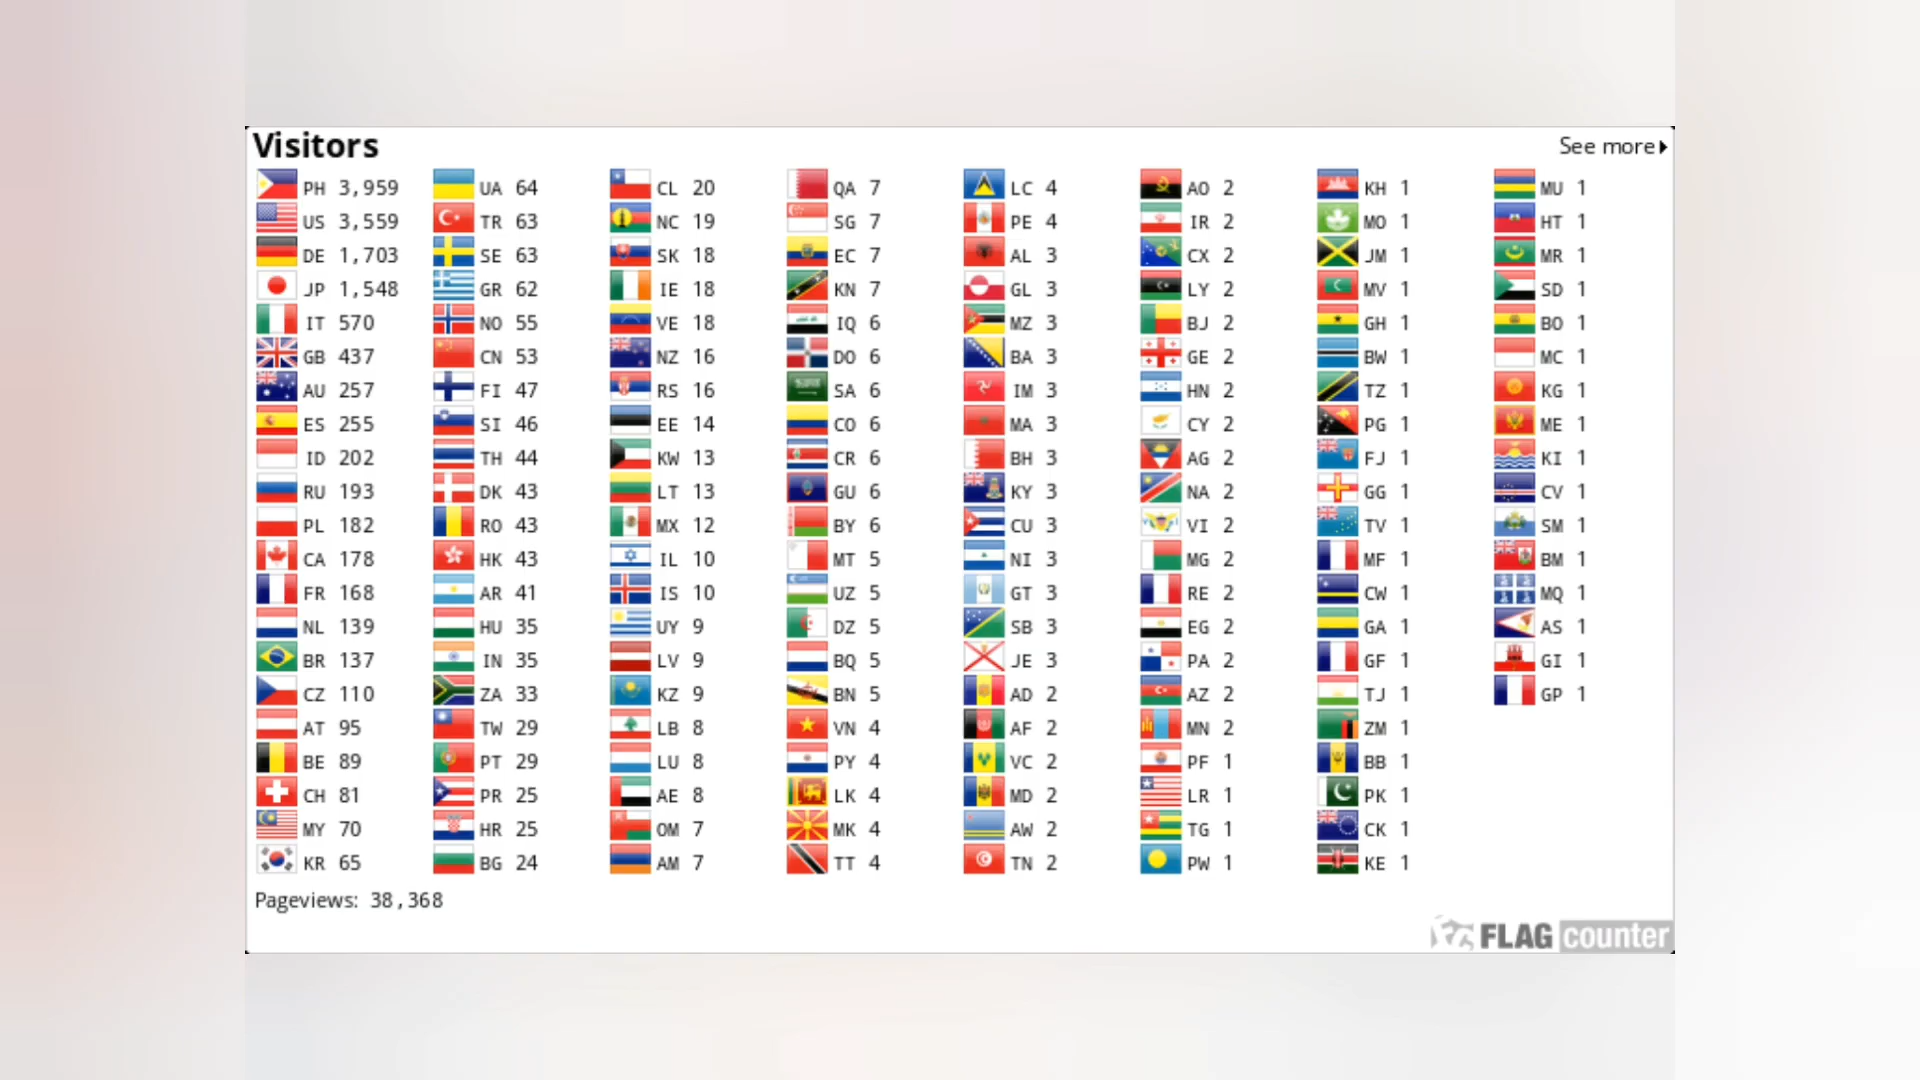 Visitors
See more
PH 3,959 UA 64 CL 20 QA 7 LC 4 AO 2 KH 1 MU 1
US 3,559 TR 63 NC 19 SG 7 PE 4 IR 2 MO 1 HT 1
DE 1,703 SE 63 SK 18 EC 7 AL 3 CX 2 JM 1 MR 1
JP 1,548 GR 62 IE 18 KN 7 GL 3 LY 2 MV 1 SD 1
IT 570 NO 55 VE 18 IQ 6 MZ 3 BJ 2 GH 1 BO 1
GB 437 CN 53 NZ 16 DO 6 BA 3 GE 2 BW 1 MC 1
AU 257 FI 47 RS 16 SA 6 IM 3 HN 2 TZ 1 KG 1
ES 255 SI 46 EE 14 CO 6 MA 3 CY 2 PG 1 ME 1
ID 202 TH 44 KW 13 CR 6 BH 3 AG 2 FJ 1 KI 1
RU 193 DK 43 LT 13 GU 6 KY 3 NA 2 GG 1 CV 1
PL 182 RO 43 MX 12 BY 6 CU 3 VI 2 TV 1 SM 1
CA 178 HK 43 IL 10 MT 5 NI 3 MG 2 MF 1 BM 1
FR 168 AR 41 IS 10 UZ 5 GT 3 RE 2 CW 1 MQ 1
NL 139 HU 35 UY 9 DZ 5 SB 3 EG 2 GA 1 AS 1
BR 137 IN 35 LV 9 BQ 5 JE 3 PA 2 GF 1 GI 1
CZ 110 ZA 33 KZ 9 BN 5 AD 2 AZ 2 TJ 1 GP 1
AT 95 TW 29 LB 8 VN 4 AF 2 MN 2 ZM 1
BE 89 PT 29 LU 8 PY 4 VC 2 PF 1 BB 1
CH 81 PR 25 AE 8 LK 4 MD 2 LR 1 PK 1
MY 70 HR 25 OM 7 MK 4 AW 2 TG 1 CK 1
KR 65 BG 24 AM 7 TT 4 TN 2 PW 1 KE 1
Pageviews: 38,368
FLAG counter